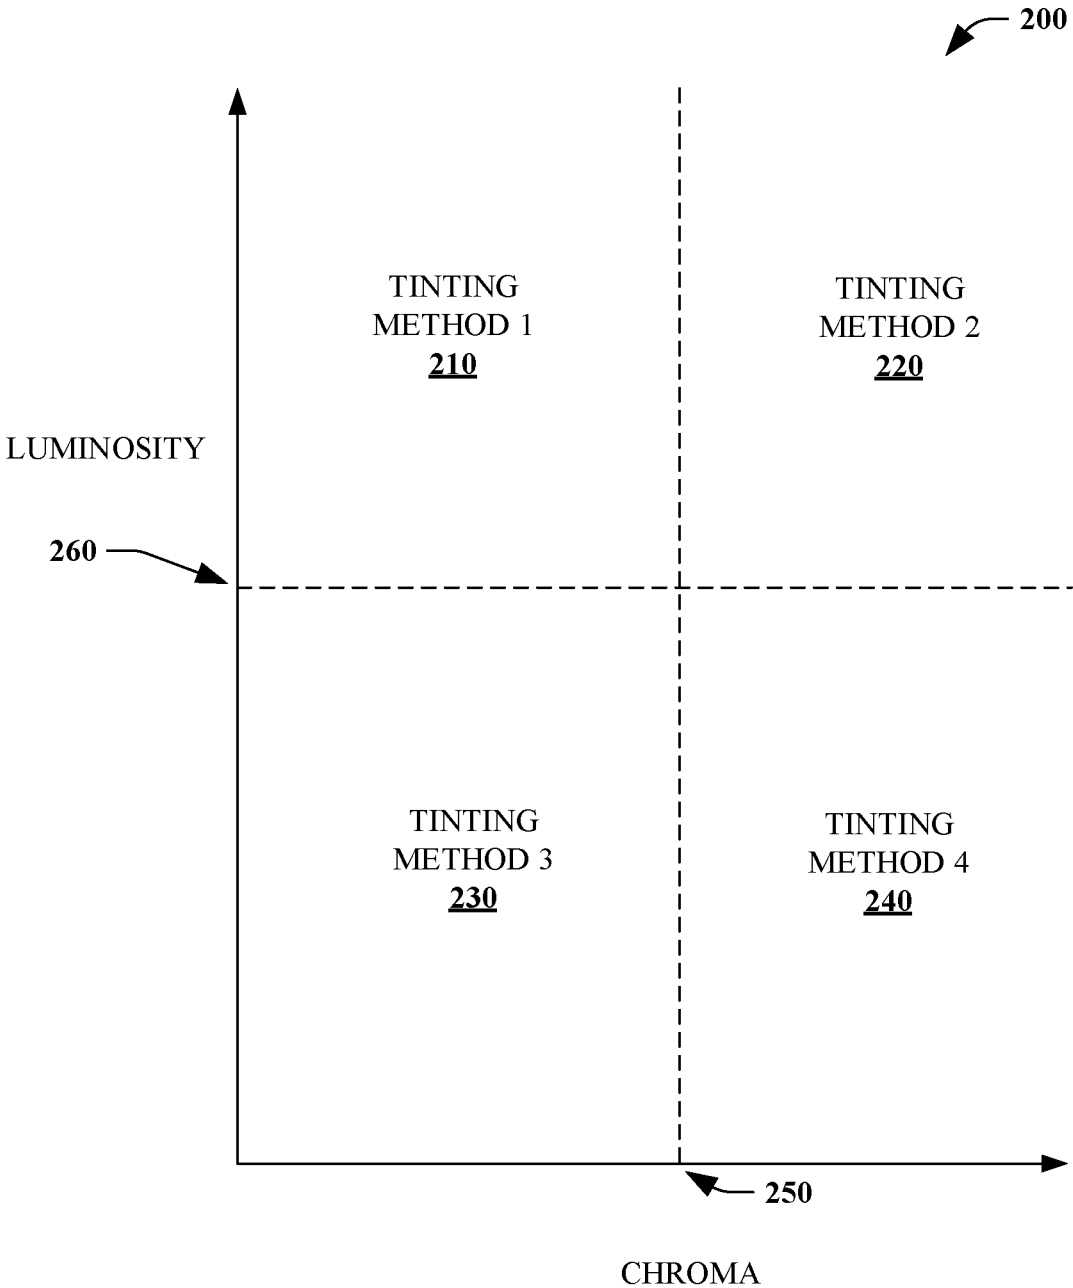 200
TINTING
METHOD 1
210
TINTING
METHOD 2
220
LUMINOSITY
260
TINTING
METHOD 3
230
TINTING
METHOD 4
240
250
CHROMA